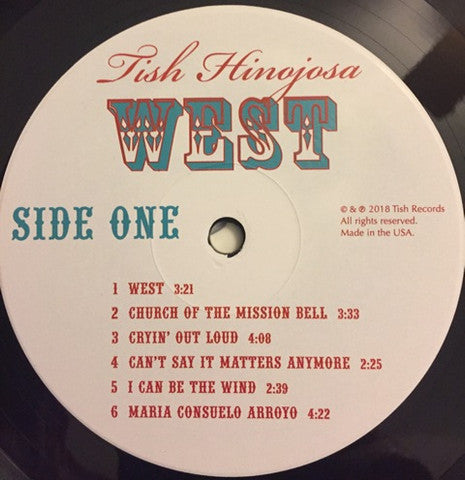 Tish Hinojosa
WEST
SIDE ONE
© & ℗ 2018 Tish Records
All rights reserved.
Made in the USA.
1 WEST 3:21
2 CHURCH OF THE MISSION BELL 3:33
3 CRYIN' OUT LOUD 4:08
4 CAN'T SAY IT MATTERS ANYMORE 2:25
5 I CAN BE THE WIND 2:39
6 MARIA CONSUELO ARROYO 4:22